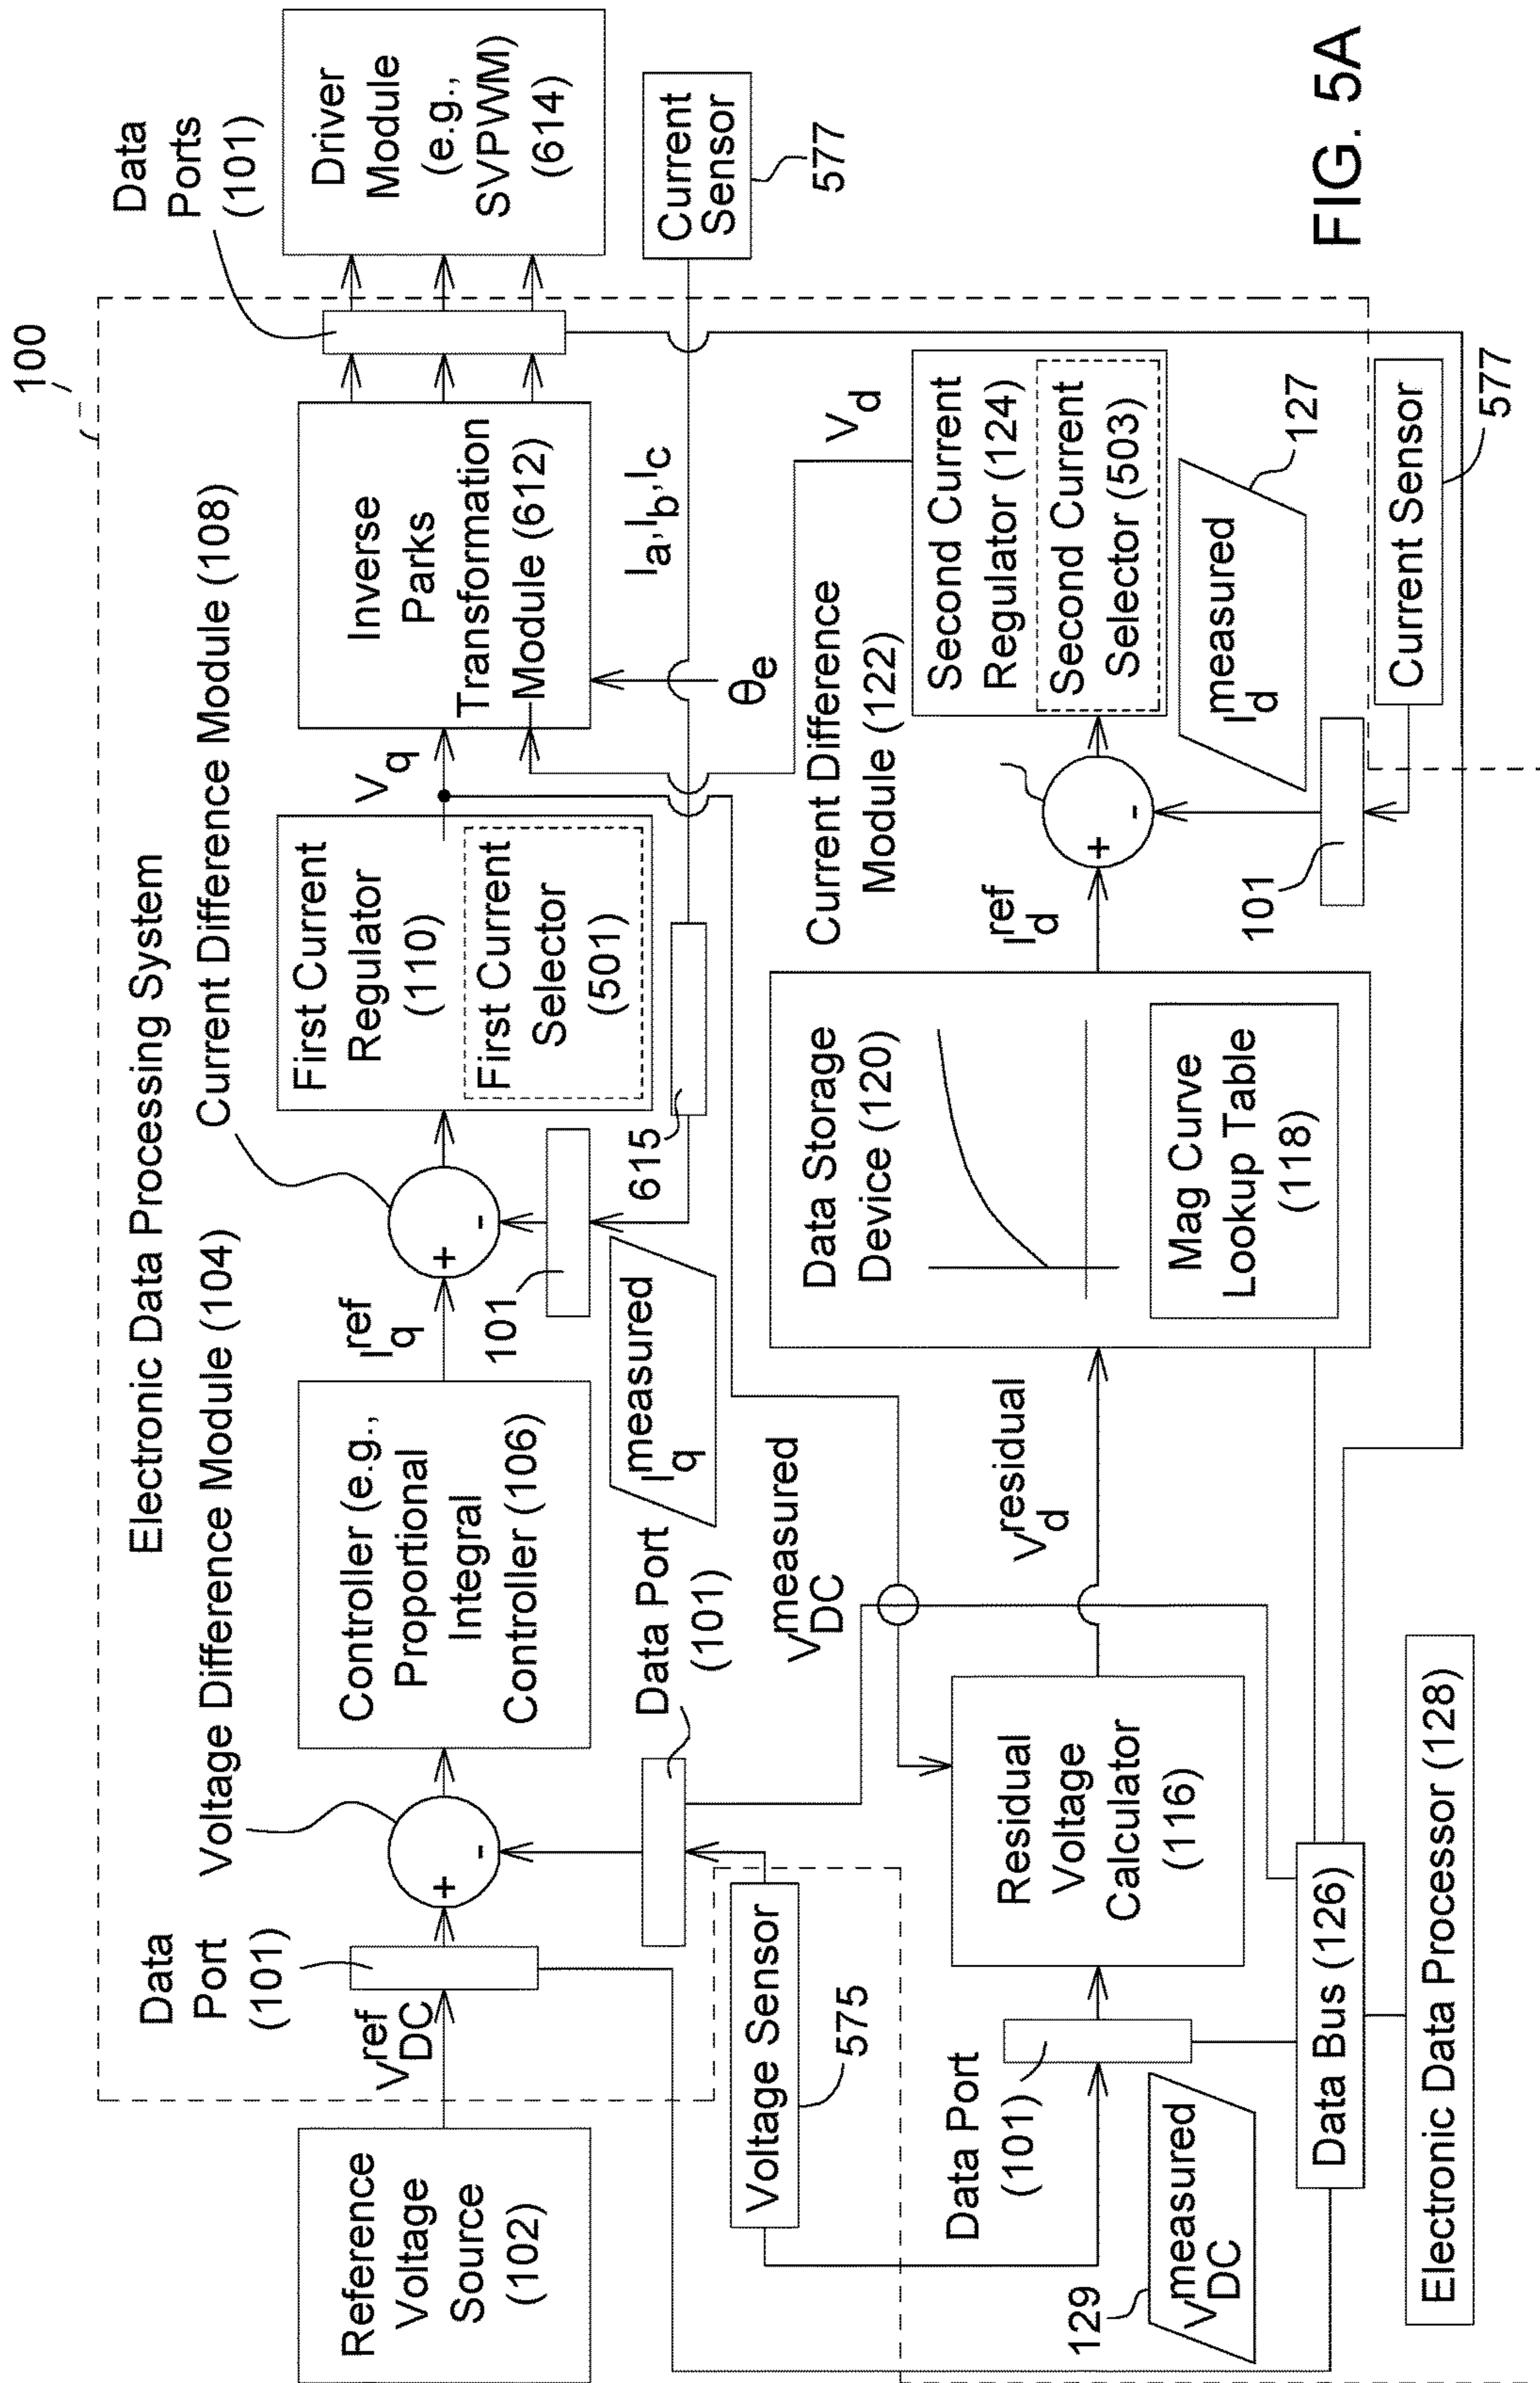 100
Electronic Data Processing System
Voltage Difference Module (104)
Current Difference Module (108)
Data
Port
(101)
Data
Ports
(101)
Reference
Voltage
Source
(102)
V_DC^ref
+
-
Controller (e.g.,
Proportional
Integral
Controller (106)
I_q^ref
+
-
First Current
Regulator
(110)
First Current
Selector
(501)
V_q
Inverse
Parks
Transformation
Module (612)
Driver
Module
(e.g.,
SVPWM)
(614)
101
615
I_q^measured
I_a,I_b,I_c
θ_e
Current
Sensor
577
Data Port
(101)
V_DC^measured
Voltage Sensor
575
Current Difference
Module (122)
V_d
Data Port
(101)
Residual
Voltage
Calculator
(116)
V_d^residual
Data Storage
Device (120)
Mag Curve
Lookup Table
(118)
I_d^ref
+
-
Second Current
Regulator (124)
Second Current
Selector (503)
129
V_DC^measured
101
I_d^measured
127
Current Sensor
577
Data Bus (126)
Electronic Data Processor (128)
FIG. 5A